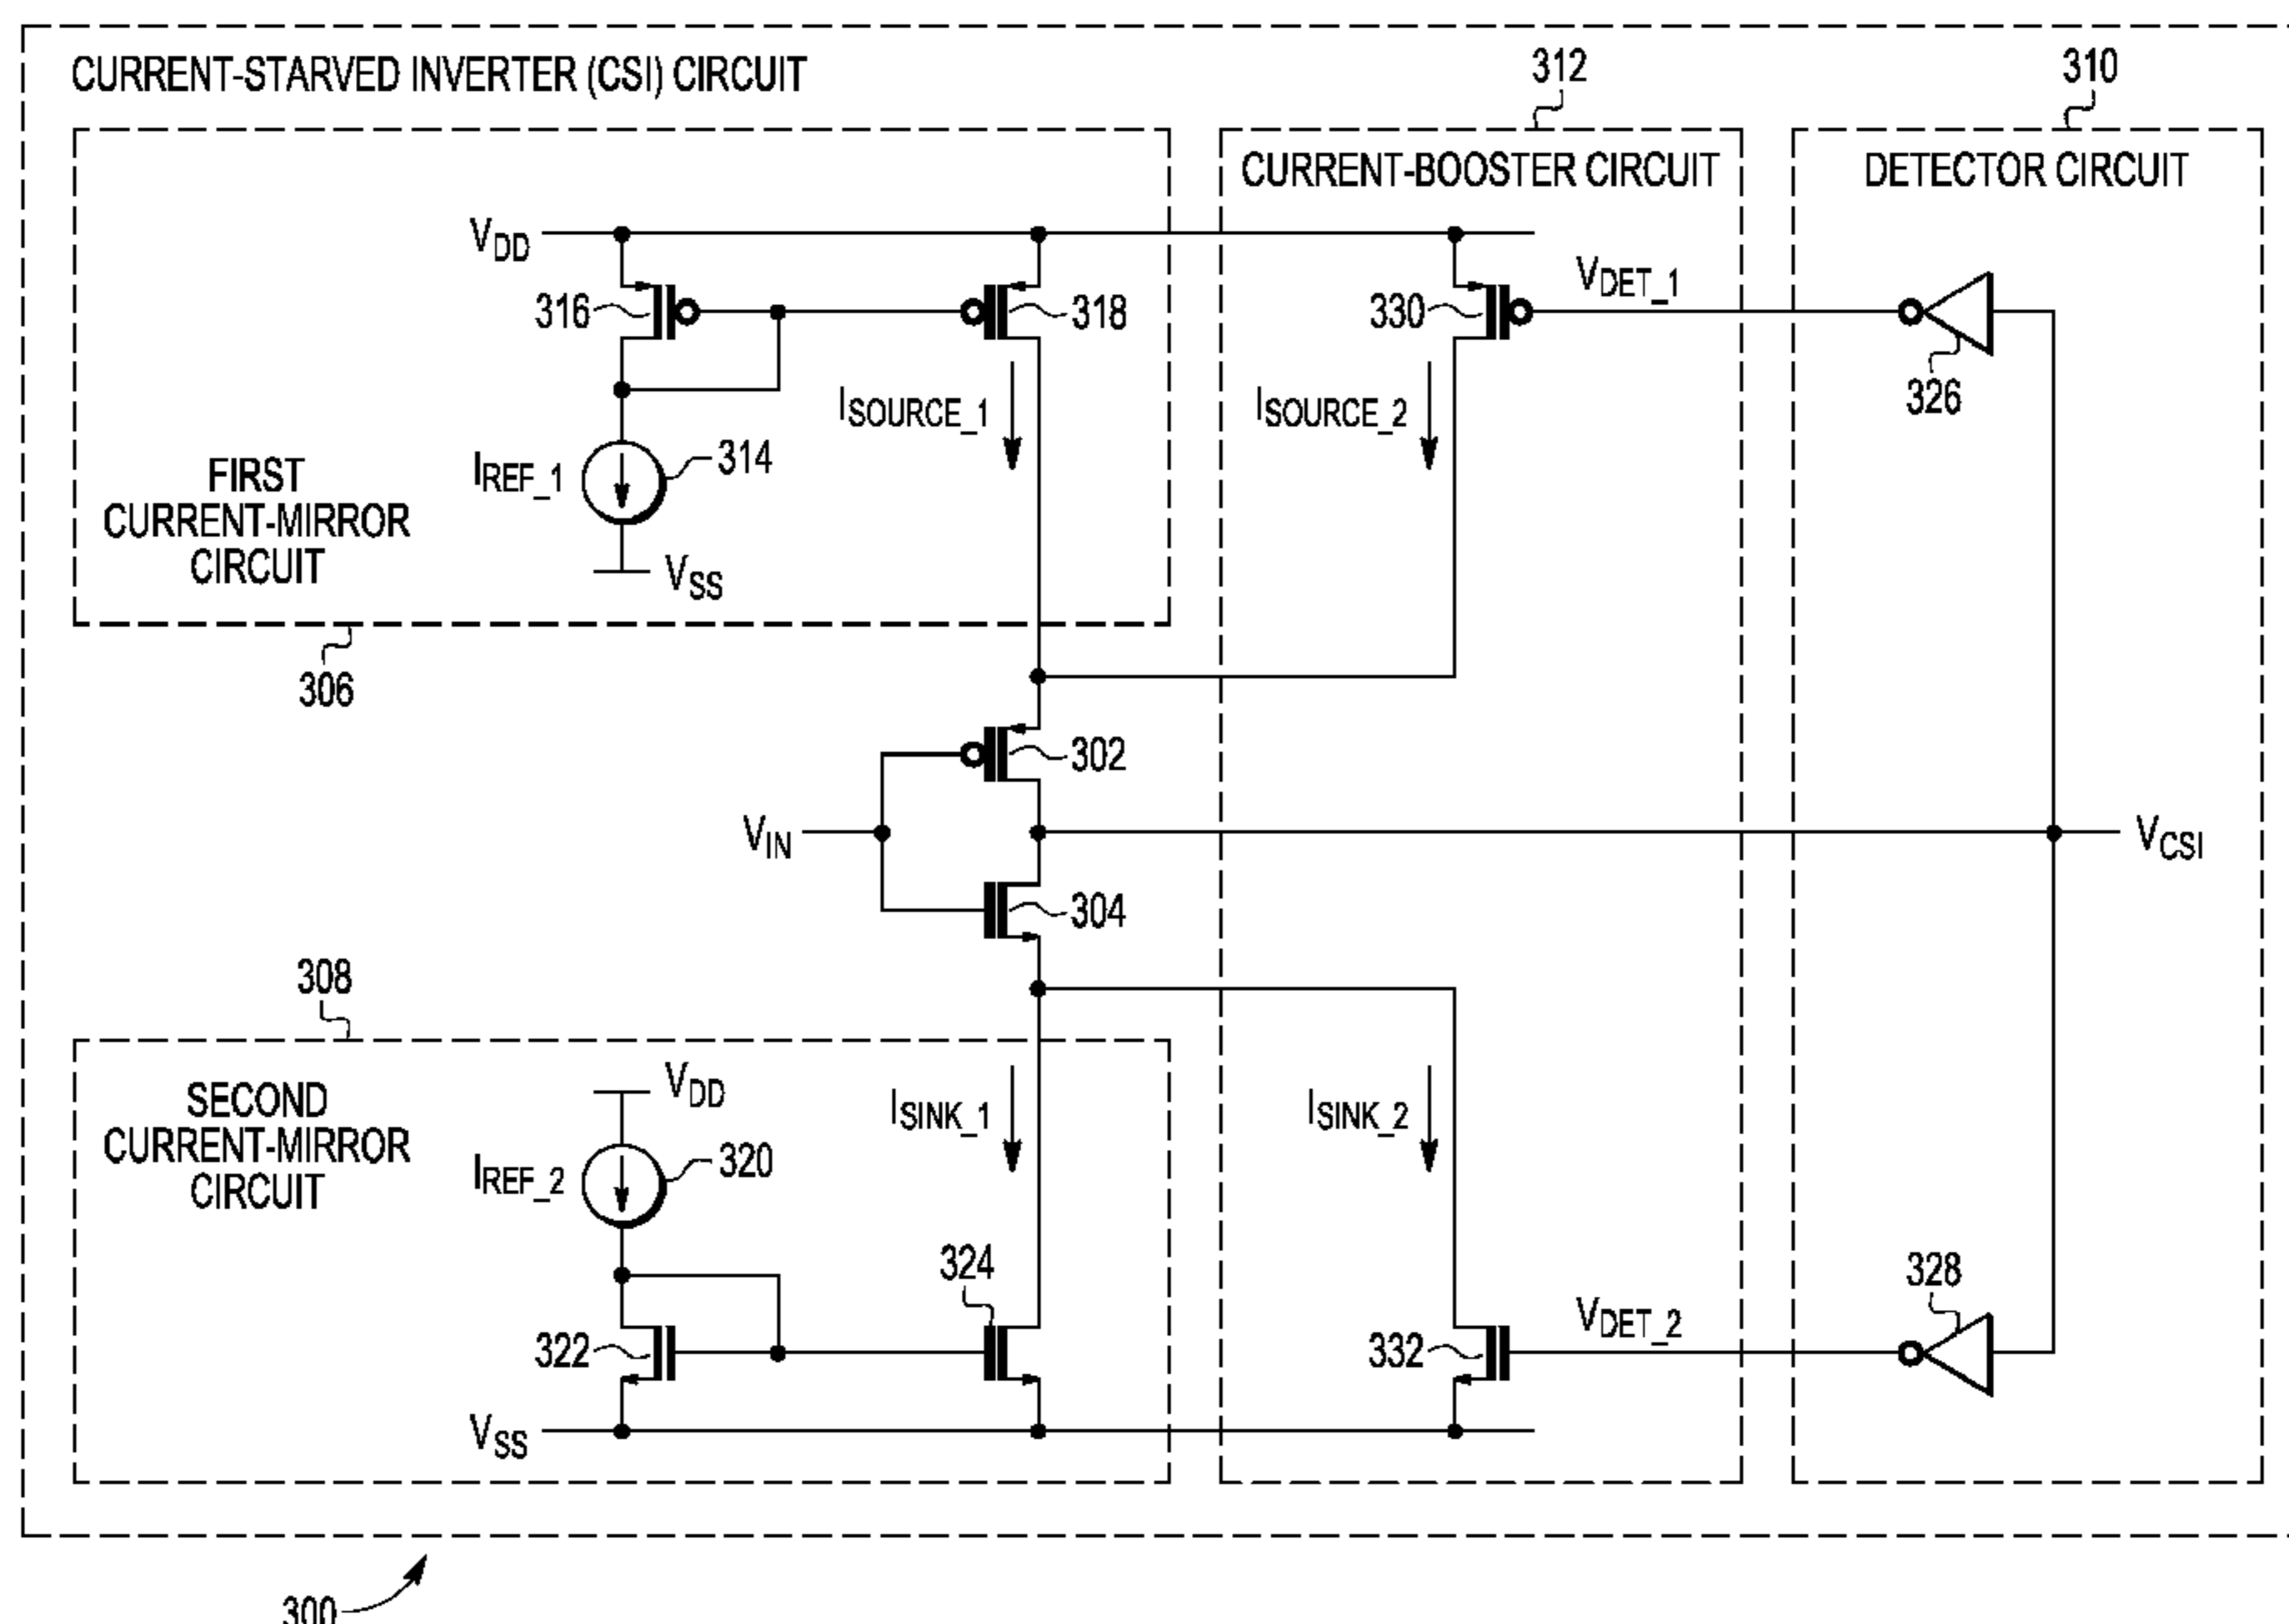 CURRENT-STARVED INVERTER (CSI) CIRCUIT
312
310
CURRENT-BOOSTER CIRCUIT
DETECTOR CIRCUIT
VDD
316
318
330
VDET_1
326
ISOURCE_1
ISOURCE_2
IREF_1
314
FIRST
CURRENT-MIRROR
CIRCUIT
VSS
306
302
VIN
VCSI
304
308
SECOND
CURRENT-MIRROR
CIRCUIT
VDD
IREF_2
320
ISINK_1
ISINK_2
324
328
322
332
VDET_2
VSS
300